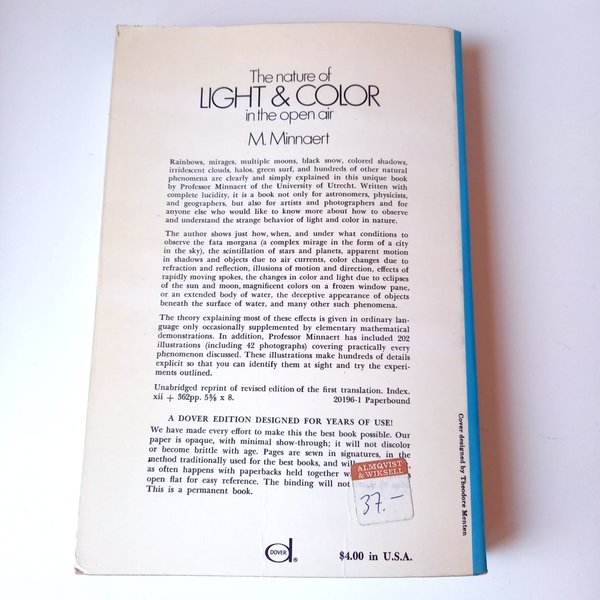 The nature of
LIGHT & COLOR
in the open air
M. Minnaert
Rainbows, mirages, multiple moons, black snow, colored shadows,
irridescent clouds, halos, green surf, and hundreds of other natural
phenomena are clearly and simply explained in this unique book
by Professor Minnaert of the University of Utrecht. Written with
complete lucidity, it is a book not only for astronomers, physicists,
and geographers, but also for artists and photographers and for
anyone else who would like to know more about how to observe
and understand the strange behavior of light and color in nature.
The author shows just how, when, and under what conditions to
observe the fata morgana (a complex mirage in the form of a city
in the sky), the scintillation of stars and planets, apparent motion
in shadows and objects due to air currents, color changes due to
refraction and reflection, illusions of motion and direction, effects of
rapidly moving spokes, the changes in color and light due to eclipses
of the sun and moon, magnificent colors on a frozen window pane,
or an extended body of water, the deceptive appearance of objects
beneath the surface of water, and many other such phenomena.
The theory explaining most of these effects is given in ordinary lan-
guage only occasionally supplemented by elementary mathematical
demonstrations. In addition, Professor Minnaert has included 202
illustrations (including 42 photographs) covering practically every
phenomenon discussed. These illustrations make hundreds of details
explicit so that you can identify them at sight and try the experi-
ments outlined.
Unabridged reprint of revised edition of the first translation. Index.
xii + 362pp. 5⅜ x 8. 20196-1 Paperbound
A DOVER EDITION DESIGNED FOR YEARS OF USE!
We have made every effort to make this the best book possible. Our
paper is opaque, with minimal show-through; it will not discolor
or become brittle with age. Pages are sewn in signatures, in the
method traditionally used for the best books, and will
as often happens with paperbacks held together w
open flat for easy reference. The binding will not
This is a permanent book.
ALMQVIST
& WIKSELL
37.-
DOVER
$4.00 in U.S.A.
Cover designed by Theodore Menten